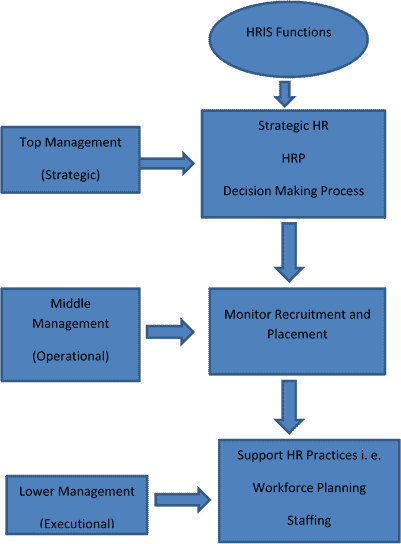 HRIS Functions
Strategic HR
HRP
Decision Making Process
Top Management
(Strategic)
Middle
Management
(Operational)
Monitor Recruitment and
Placement
Support HR Practices i. e.
Workforce Planning
Staffing
Lower Management
(Executional)